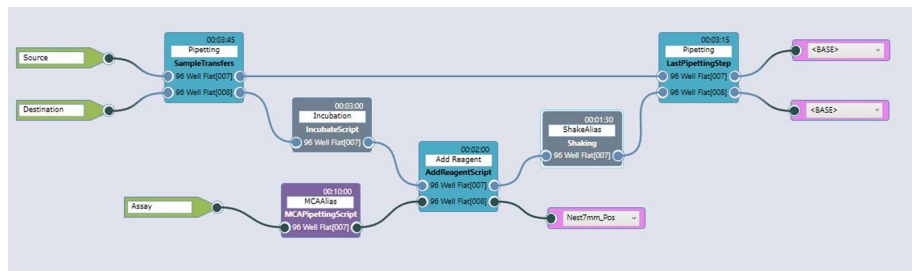 00:03:45
Pipetting
SampleTransfers
96 Well Flat[007]
96 Well Flat[008]
Source
Destination
00:03:00
Incubation
IncubateScript
96 Well Flat[007]
Assay
00:10:00
MCAAlias
MCAPipettingScript
96 Well Flat[007]
00:02:00
Add Reagent
AddReagentScript
96 Well Flat[007]
96 Well Flat[008]
00:01:30
ShakeAlias
Shaking
96 Well Flat[007]
Nest7mm_Pos
00:03:15
Pipetting
LastPipettingStep
96 Well Flat[007]
96 Well Flat[008]
<BASE>
<BASE>